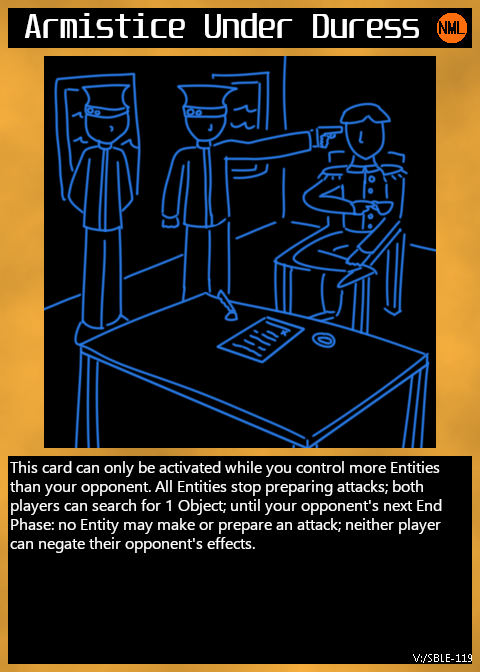 Armistice Under Duress
NML
This card can only be activated while you control more Entities
than your opponent. All Entities stop preparing attacks; both
players can search for 1 Object; until your opponent's next End
Phase: no Entity may make or prepare an attack; neither player
can negate their opponent's effects.
V:/SBLE-119